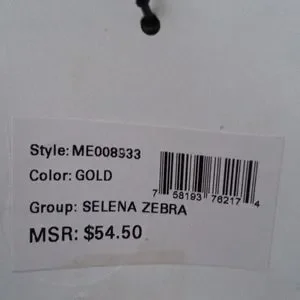 Style: ME008933
Color: GOLD
7 58193 76217 4
Group: SELENA ZEBRA
MSR: $54.50